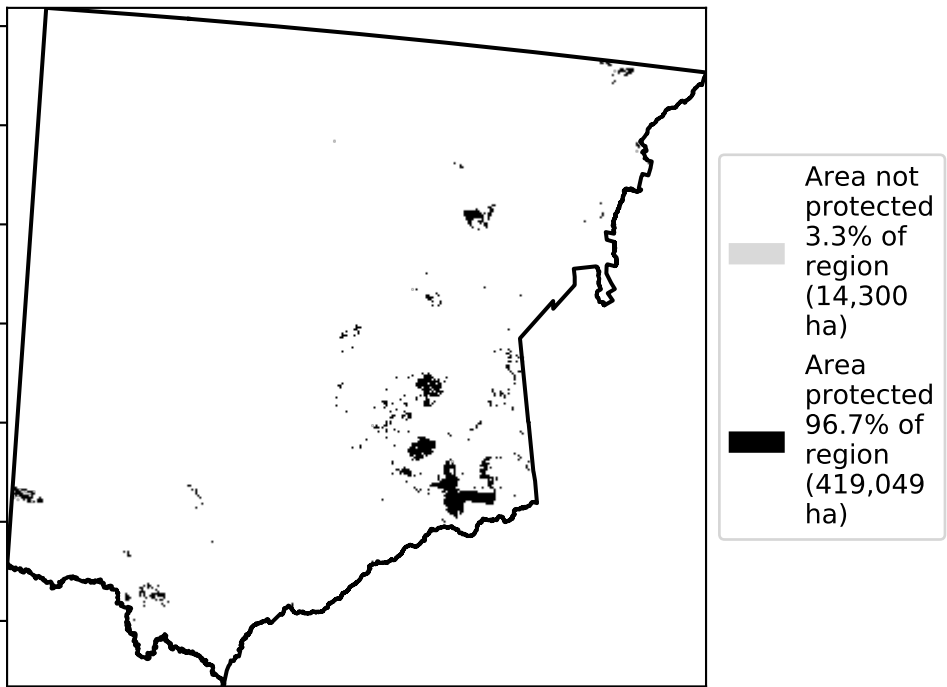 Area not
protected
3.3% of
region
(14,300
ha)
Area
protected
96.7% of
region
(419,049
ha)